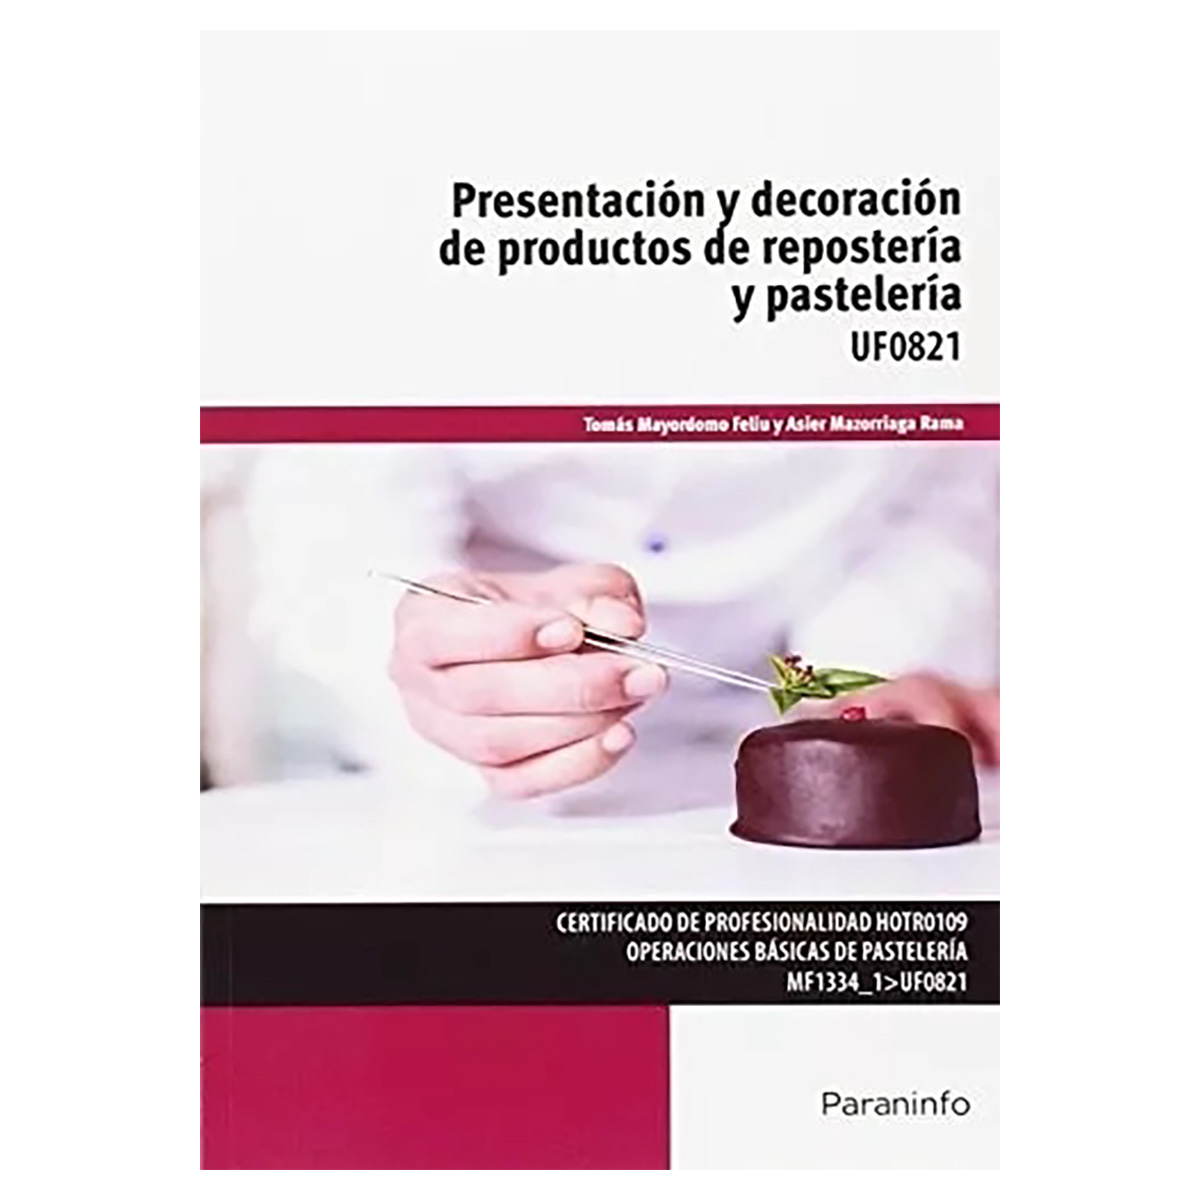 Presentación y decoración
de productos de repostería
y pastelería
UF0821
Tomás Mayordomo Feliu y Asier Mazorriaga Rama
CERTIFICADO DE PROFESIONALIDAD HOTR0109
OPERACIONES BÁSICAS DE PASTELERÍA
MF1334_1>UF0821
Paraninfo